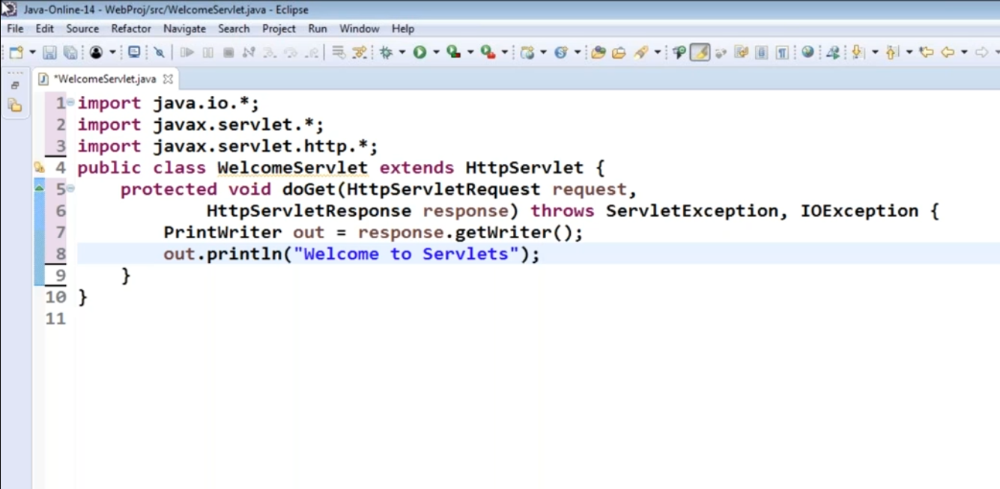 Java-Online-14 - WebProj/src/WelcomeServlet.java - Eclipse
File Edit Source Refactor Navigate Search Project Run Window Help
*WelcomeServlet.java
1 import java.io.*;
2 import javax.servlet.*;
3 import javax.servlet.http.*;
4 public class WelcomeServlet extends HttpServlet {
5     protected void doGet(HttpServletRequest request,
6             HttpServletResponse response) throws ServletException, IOException {
7         PrintWriter out = response.getWriter();
8         out.println("Welcome to Servlets");
9     }
10 }
11